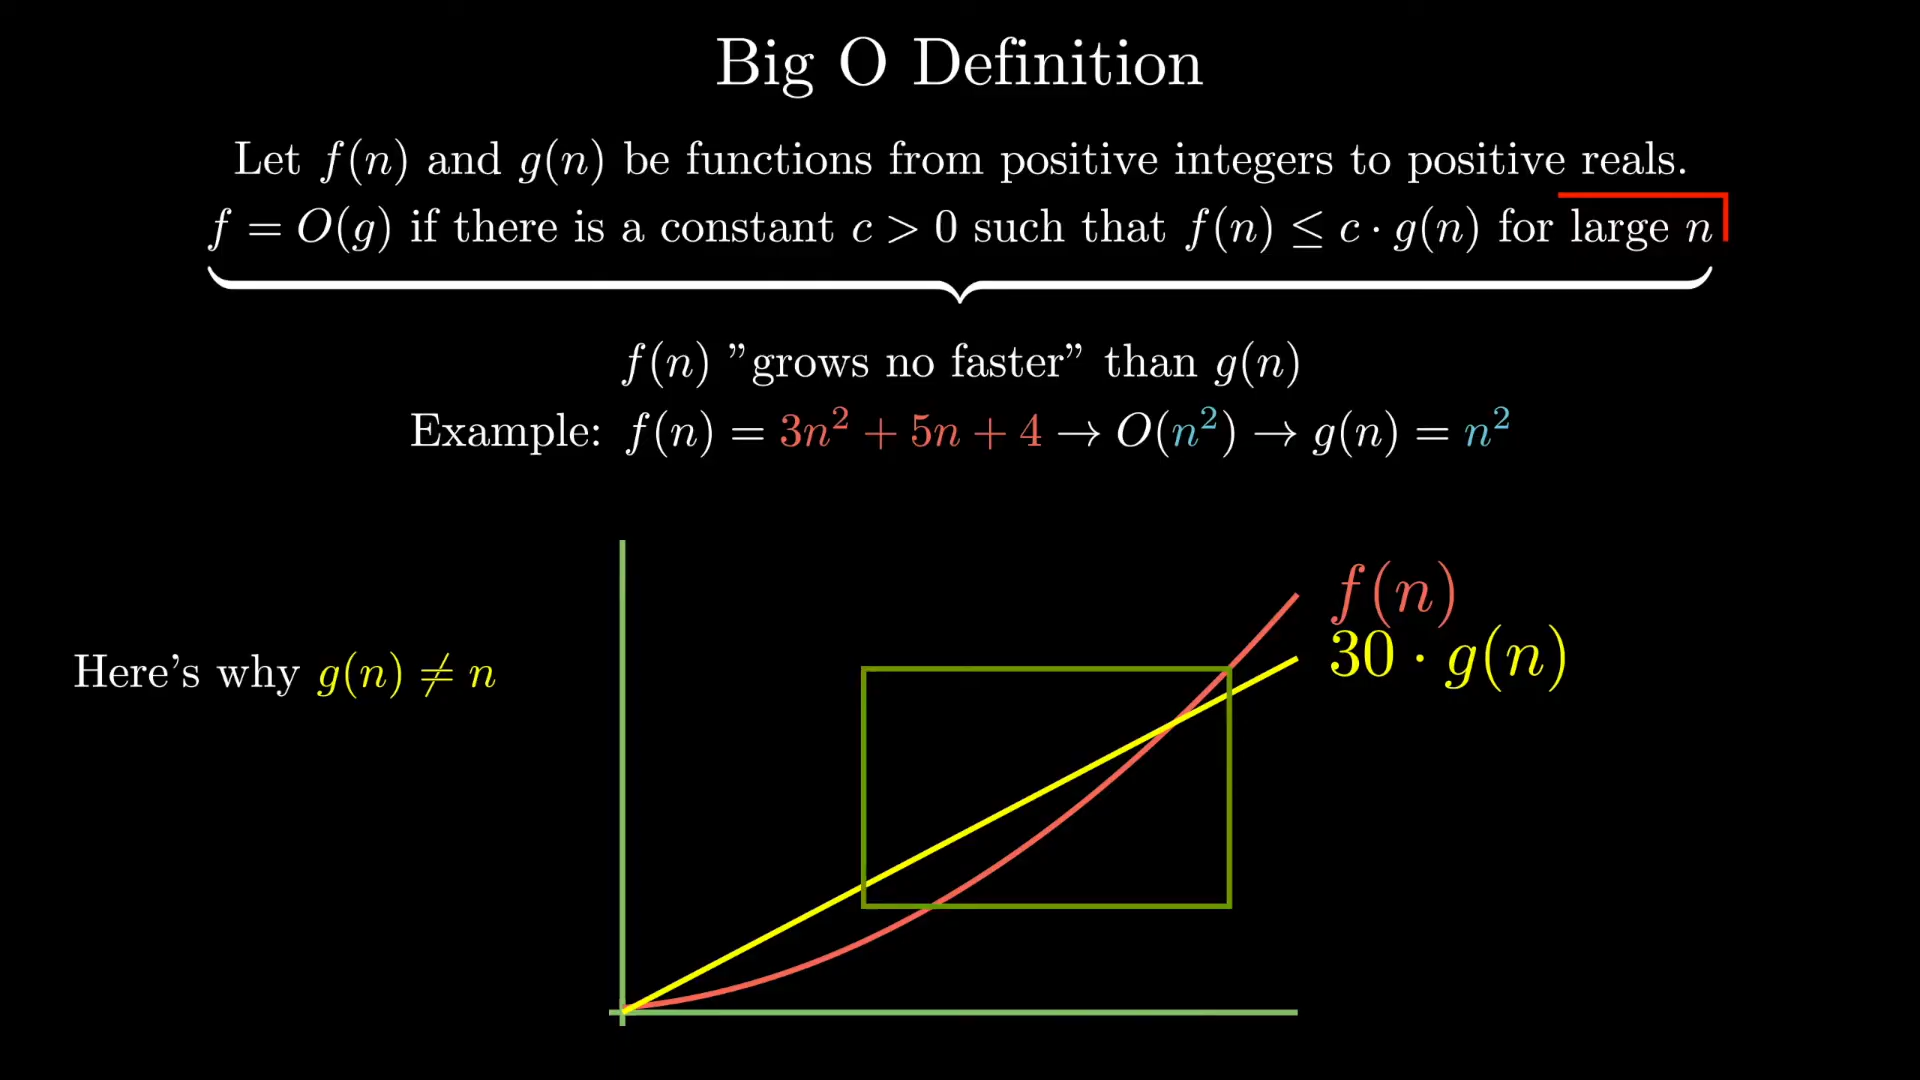 Big O Definition
Let f(n) and g(n) be functions from positive integers to positive reals.
f = O(g) if there is a constant c > 0 such that f(n) ≤ c · g(n) for large n
f(n) ”grows no faster” than g(n)
Example: f(n) = 3n² + 5n + 4 → O(n²) → g(n) = n²
Here’s why g(n) ≠ n
f(n)
30 · g(n)